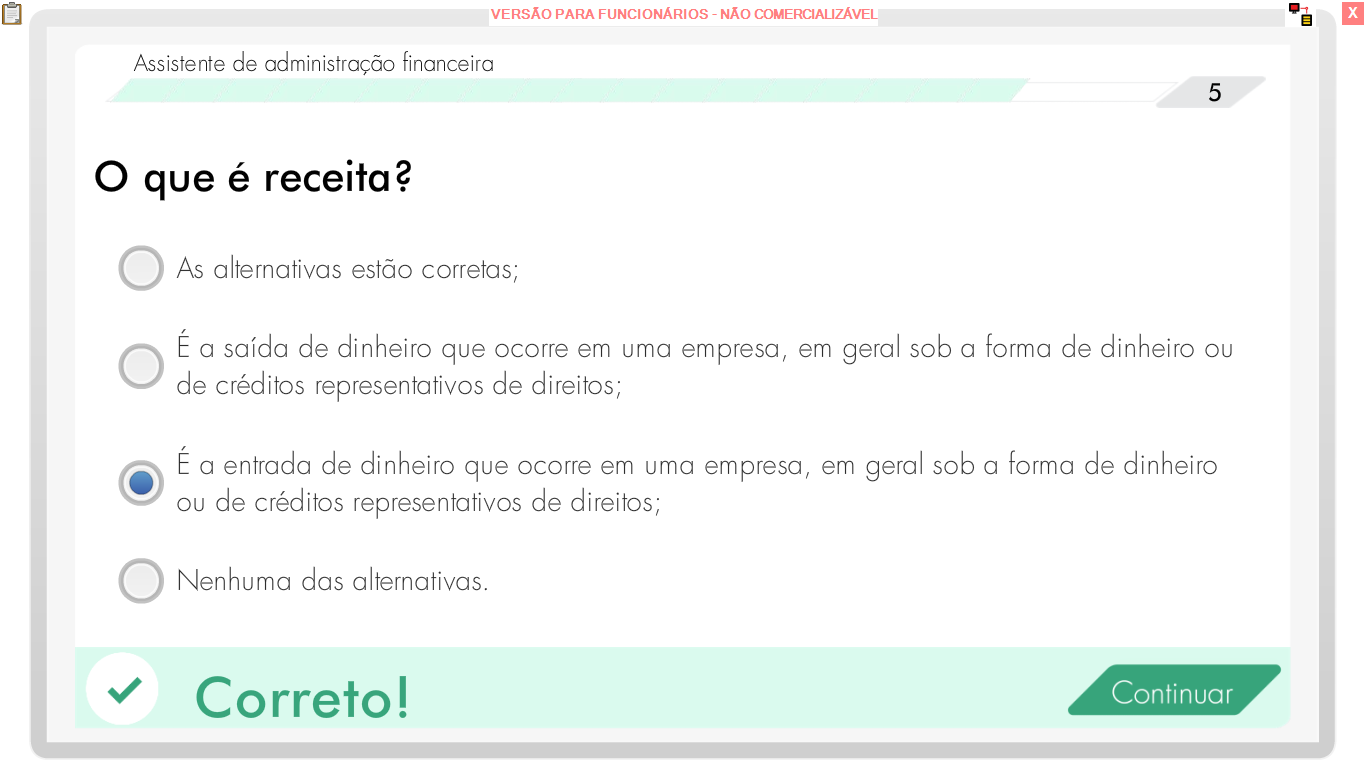 VERSÃO PARA FUNCIONÁRIOS - NÃO COMERCIALIZÁVEL
X
Assistente de administração financeira
5
O que é receita?
As alternativas estão corretas;
É a saída de dinheiro que ocorre em uma empresa, em geral sob a forma de dinheiro ou
de créditos representativos de direitos;
É a entrada de dinheiro que ocorre em uma empresa, em geral sob a forma de dinheiro
ou de créditos representativos de direitos;
Nenhuma das alternativas.
Correto!
Continuar